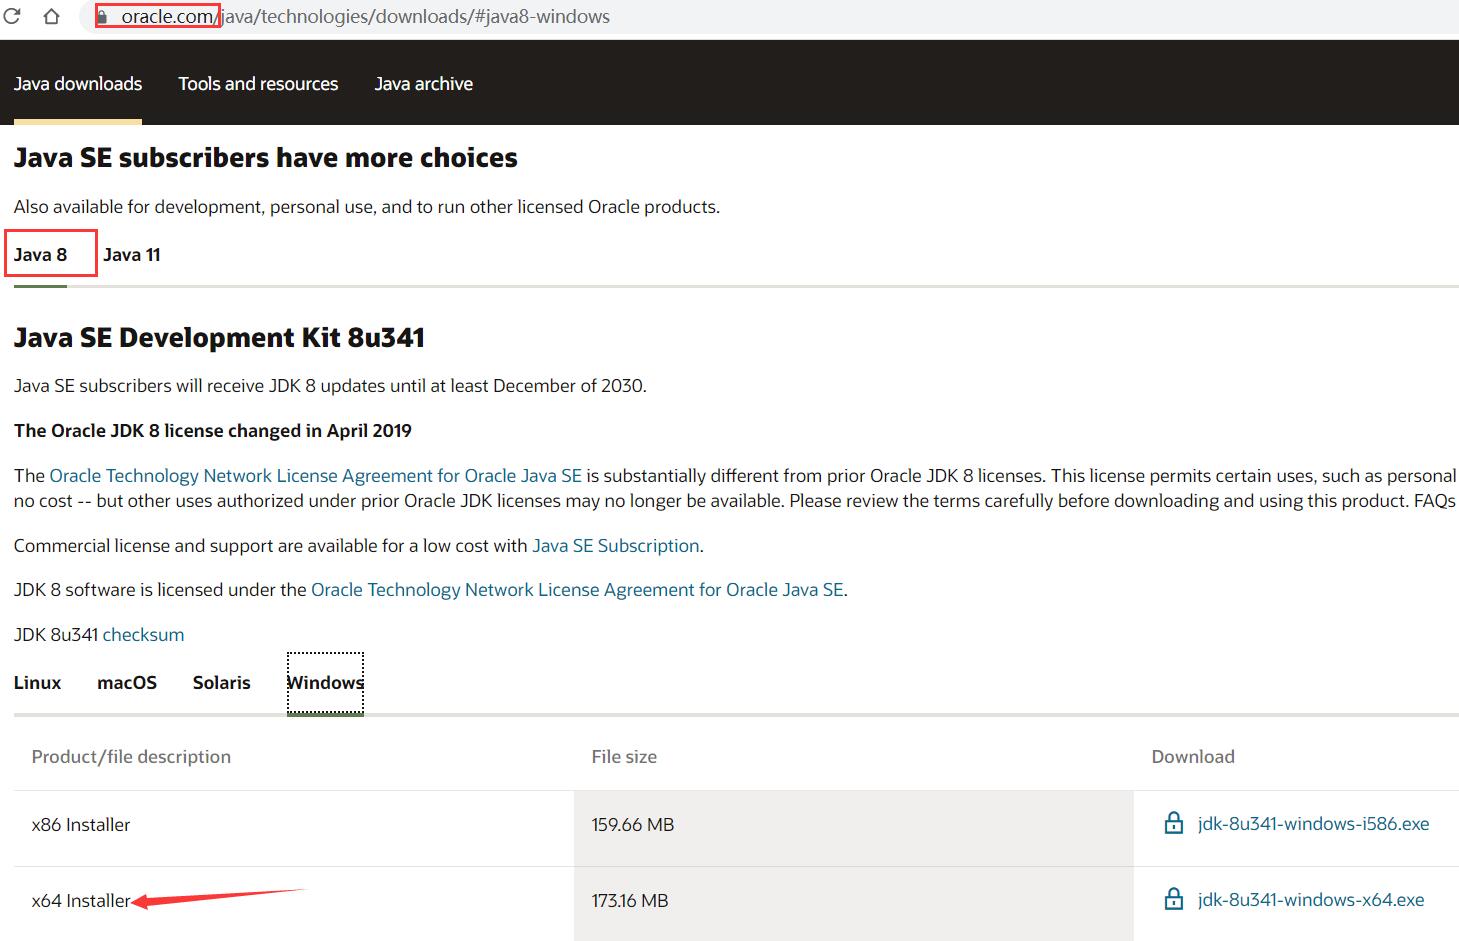 oracle.com/java/technologies/downloads/#java8-windows
Java downloads Tools and resources Java archive
Java SE subscribers have more choices
Also available for development, personal use, and to run other licensed Oracle products.
Java 8 Java 11
Java SE Development Kit 8u341
Java SE subscribers will receive JDK 8 updates until at least December of 2030.
The Oracle JDK 8 license changed in April 2019
The Oracle Technology Network License Agreement for Oracle Java SE is substantially different from prior Oracle JDK 8 licenses. This license permits certain uses, such as personal
no cost -- but other uses authorized under prior Oracle JDK licenses may no longer be available. Please review the terms carefully before downloading and using this product. FAQs
Commercial license and support are available for a low cost with Java SE Subscription.
JDK 8 software is licensed under the Oracle Technology Network License Agreement for Oracle Java SE.
JDK 8u341 checksum
Linux macOS Solaris Windows
Product/file description File size Download
x86 Installer 159.66 MB jdk-8u341-windows-i586.exe
x64 Installer 173.16 MB jdk-8u341-windows-x64.exe